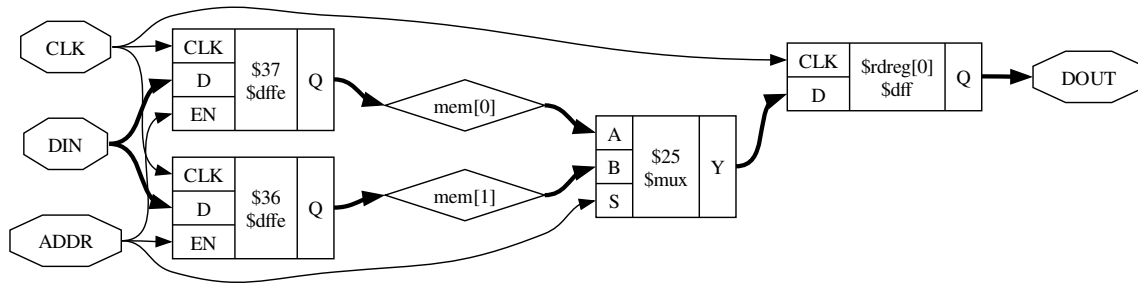 CLK
DIN
ADDR
CLK
D
EN
$37
$dffe
Q
CLK
D
EN
$36
$dffe
Q
mem[0]
mem[1]
A
B
S
$25
$mux
Y
CLK
D
$rdreg[0]
$dff
Q
DOUT